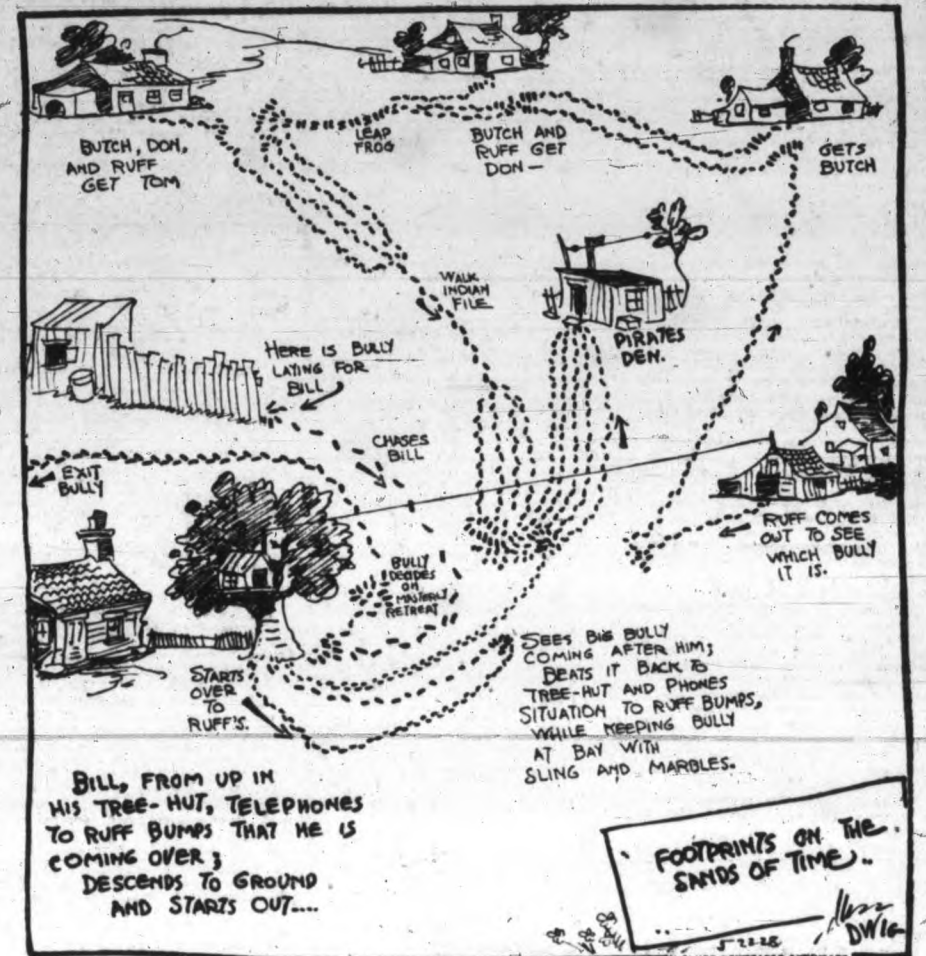 BUTCH, DON,
AND RUFF
GET TOM
LEAP
FROG
BUTCH AND
RUFF GET
DON—
GETS
BUTCH
WALK
INDIAN
FILE
PIRATES
DEN.
HERE IS BULLY
LAYING FOR
BILL
CHASES
BILL
EXIT
BULLY
RUFF COMES
OUT TO SEE
WHICH BULLY
IT IS.
BULLY
DECIDES
ON
MASTERLY
RETREAT
STARTS
OVER
TO
RUFF'S.
SEES BIG BULLY
COMING AFTER HIM;
BEATS IT BACK TO
TREE-HUT AND PHONES
SITUATION TO RUFF BUMPS,
WHILE KEEPING BULLY
AT BAY WITH
SLING AND MARBLES.
BILL, FROM UP IN
HIS TREE-HUT, TELEPHONES
TO RUFF BUMPS THAT HE IS
COMING OVER;
DESCENDS TO GROUND
AND STARTS OUT....
FOOTPRINTS ON THE
SANDS OF TIME..
DWIG
5-22-28